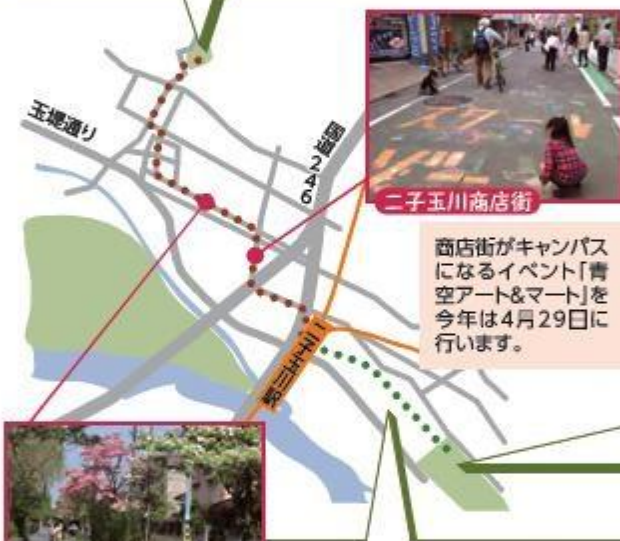 玉堤通り
国道246
二子玉川商店街
商店街がキャンパス
になるイベント「青
空アート&マート」を
今年は4月29日に
行います。
二子玉川駅